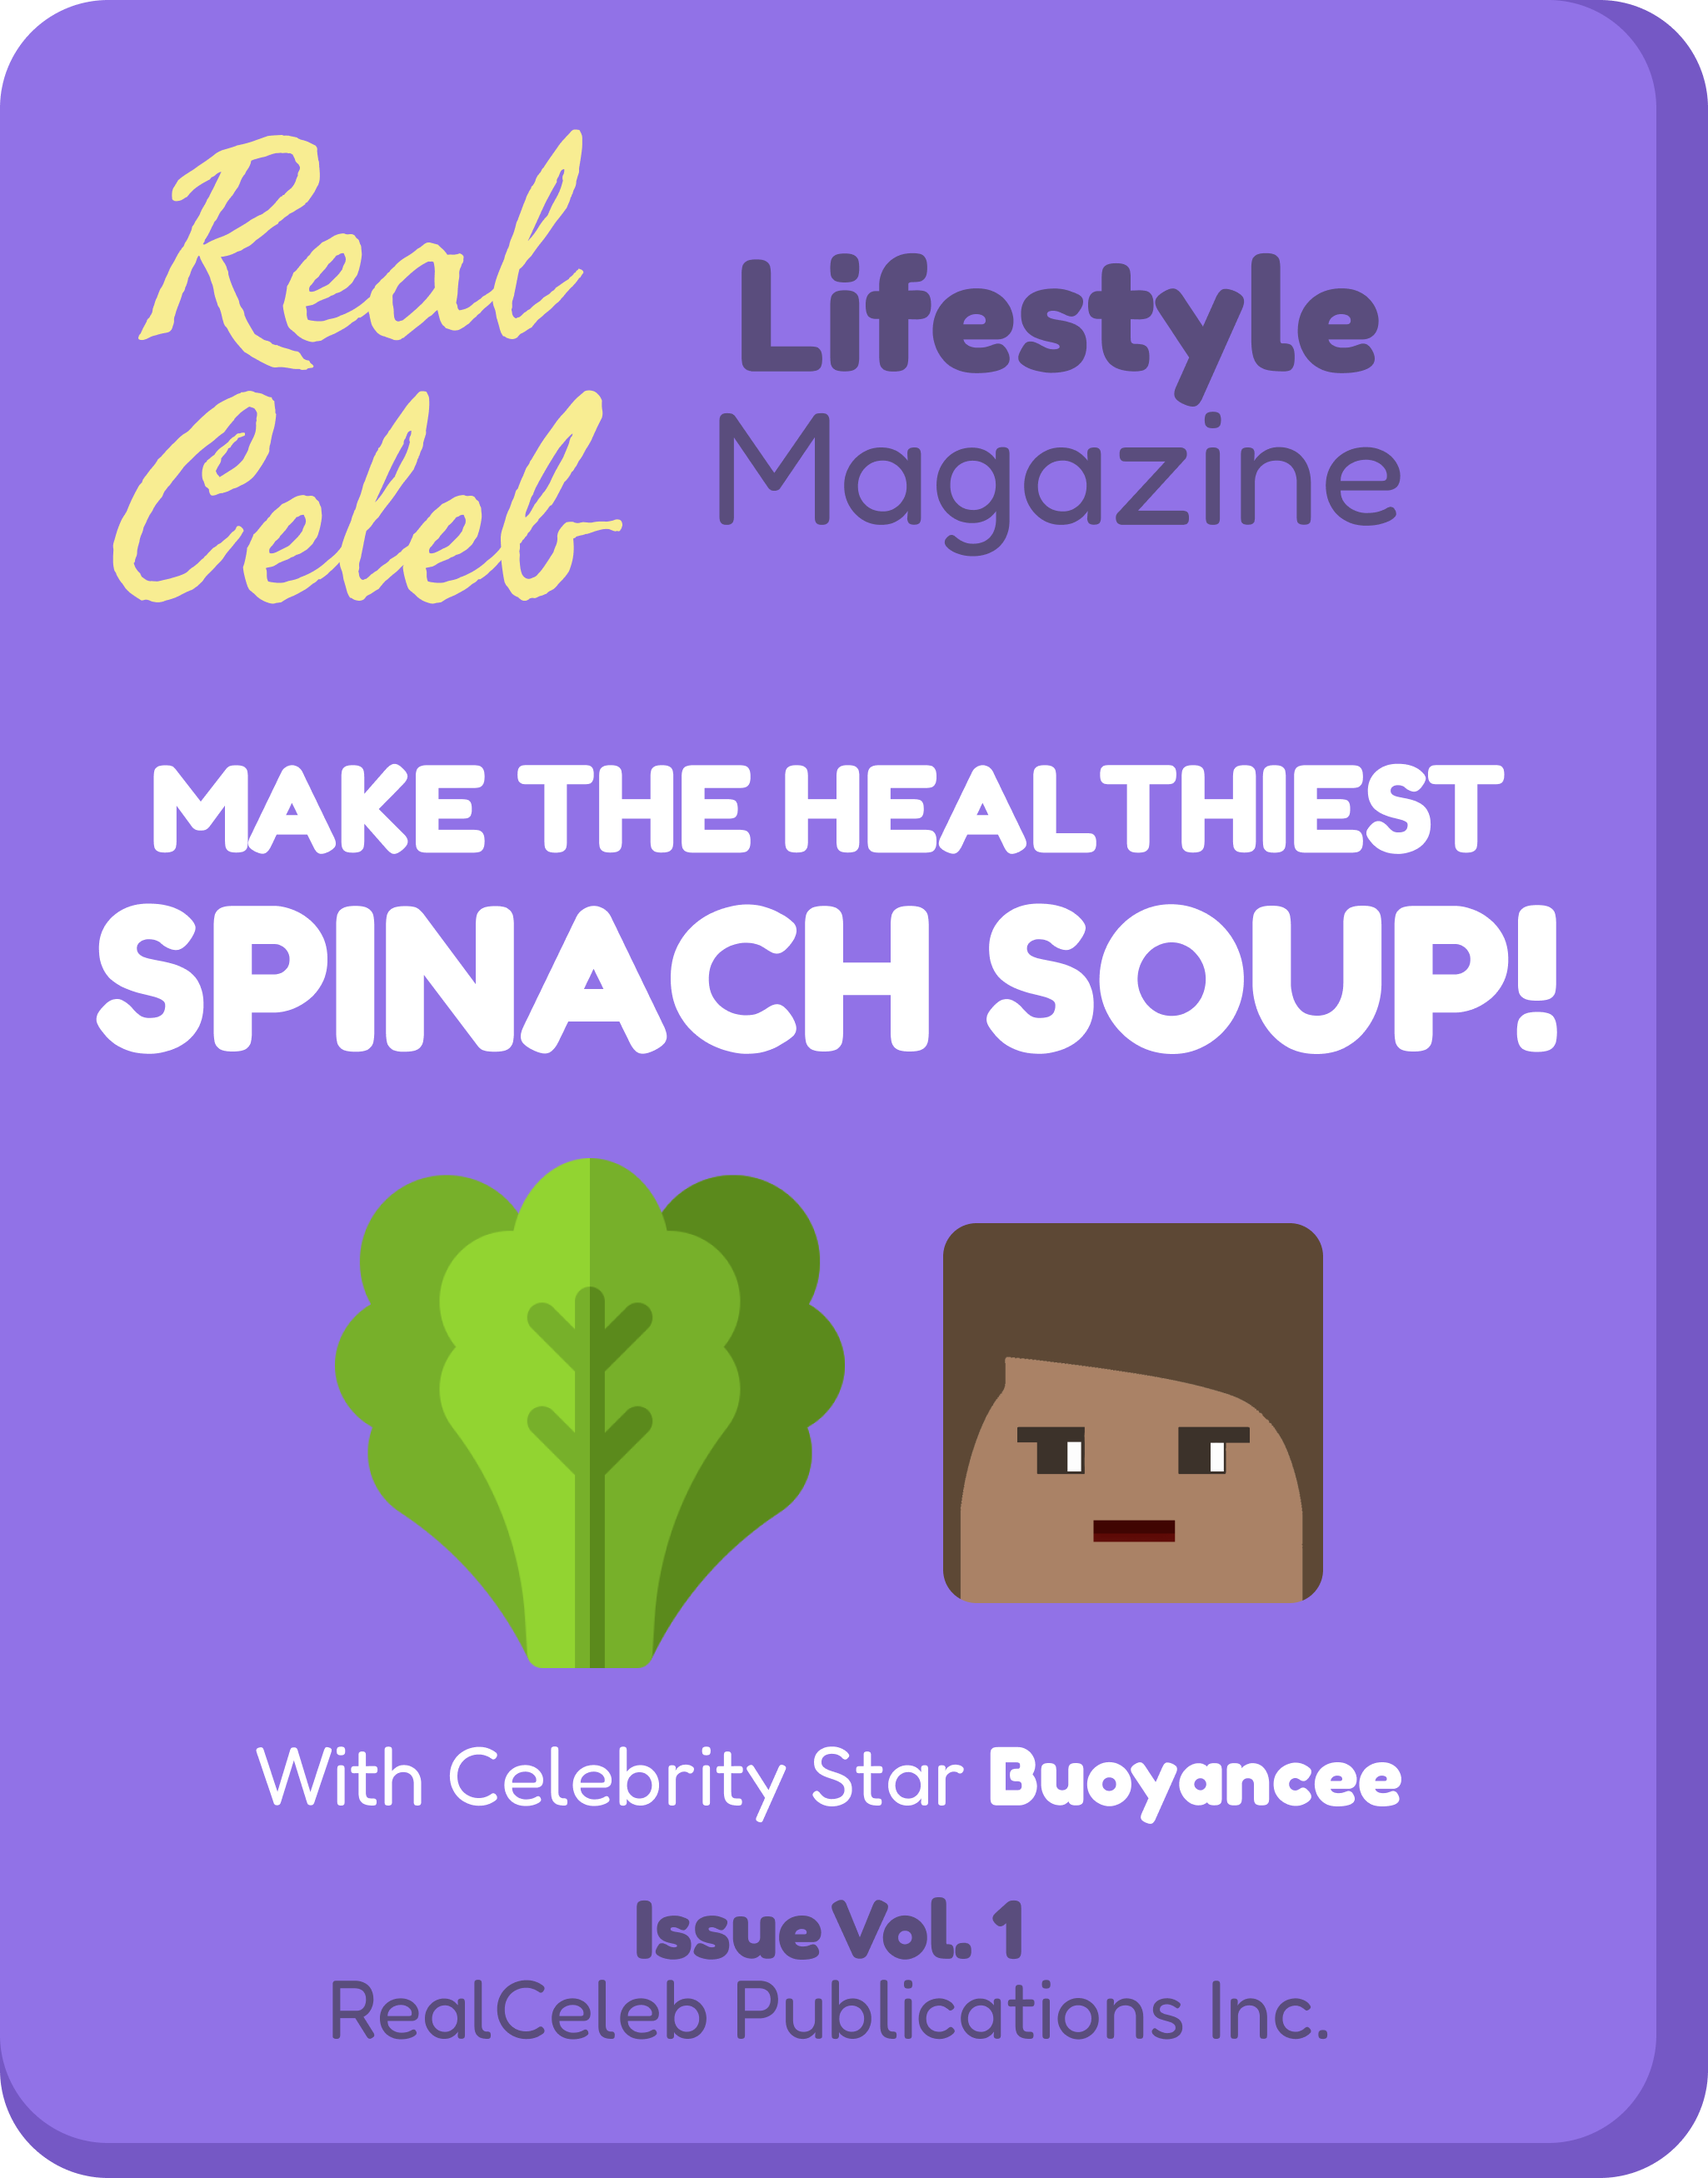 Real
Celeb
Lifestyle
Magazine
MAKE THE HEALTHIEST
SPINACH SOUP!
With Celebrity Star Buoyancee
Issue Vol. 1
RealCeleb Publications Inc.